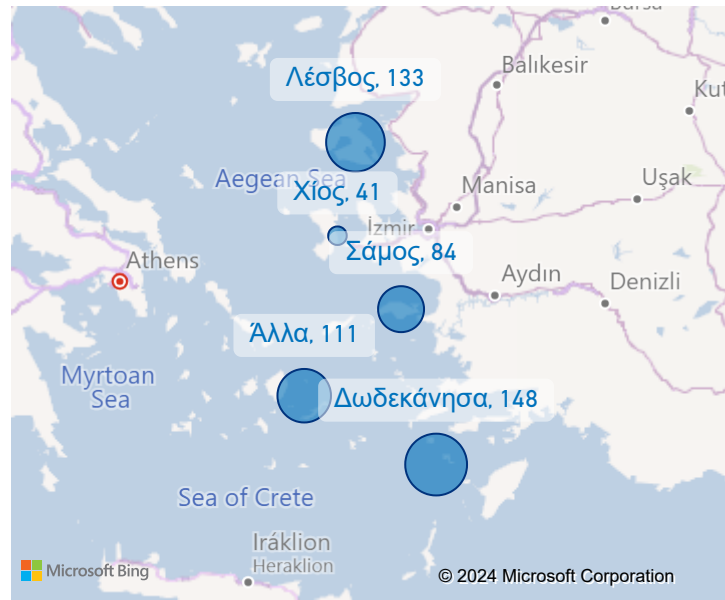 Bursa
Λέσβος, 133
Balıkesir
Kut
Aegean Sea
Χίος, 41
Manisa
Uşak
İzmir
Σάμος, 84
Athens
Aydın
Denizli
Άλλα, 111
Myrtoan
Sea
Δωδεκάνησα, 148
Sea of Crete
Iráklion
Heraklion
Microsoft Bing
© 2024 Microsoft Corporation